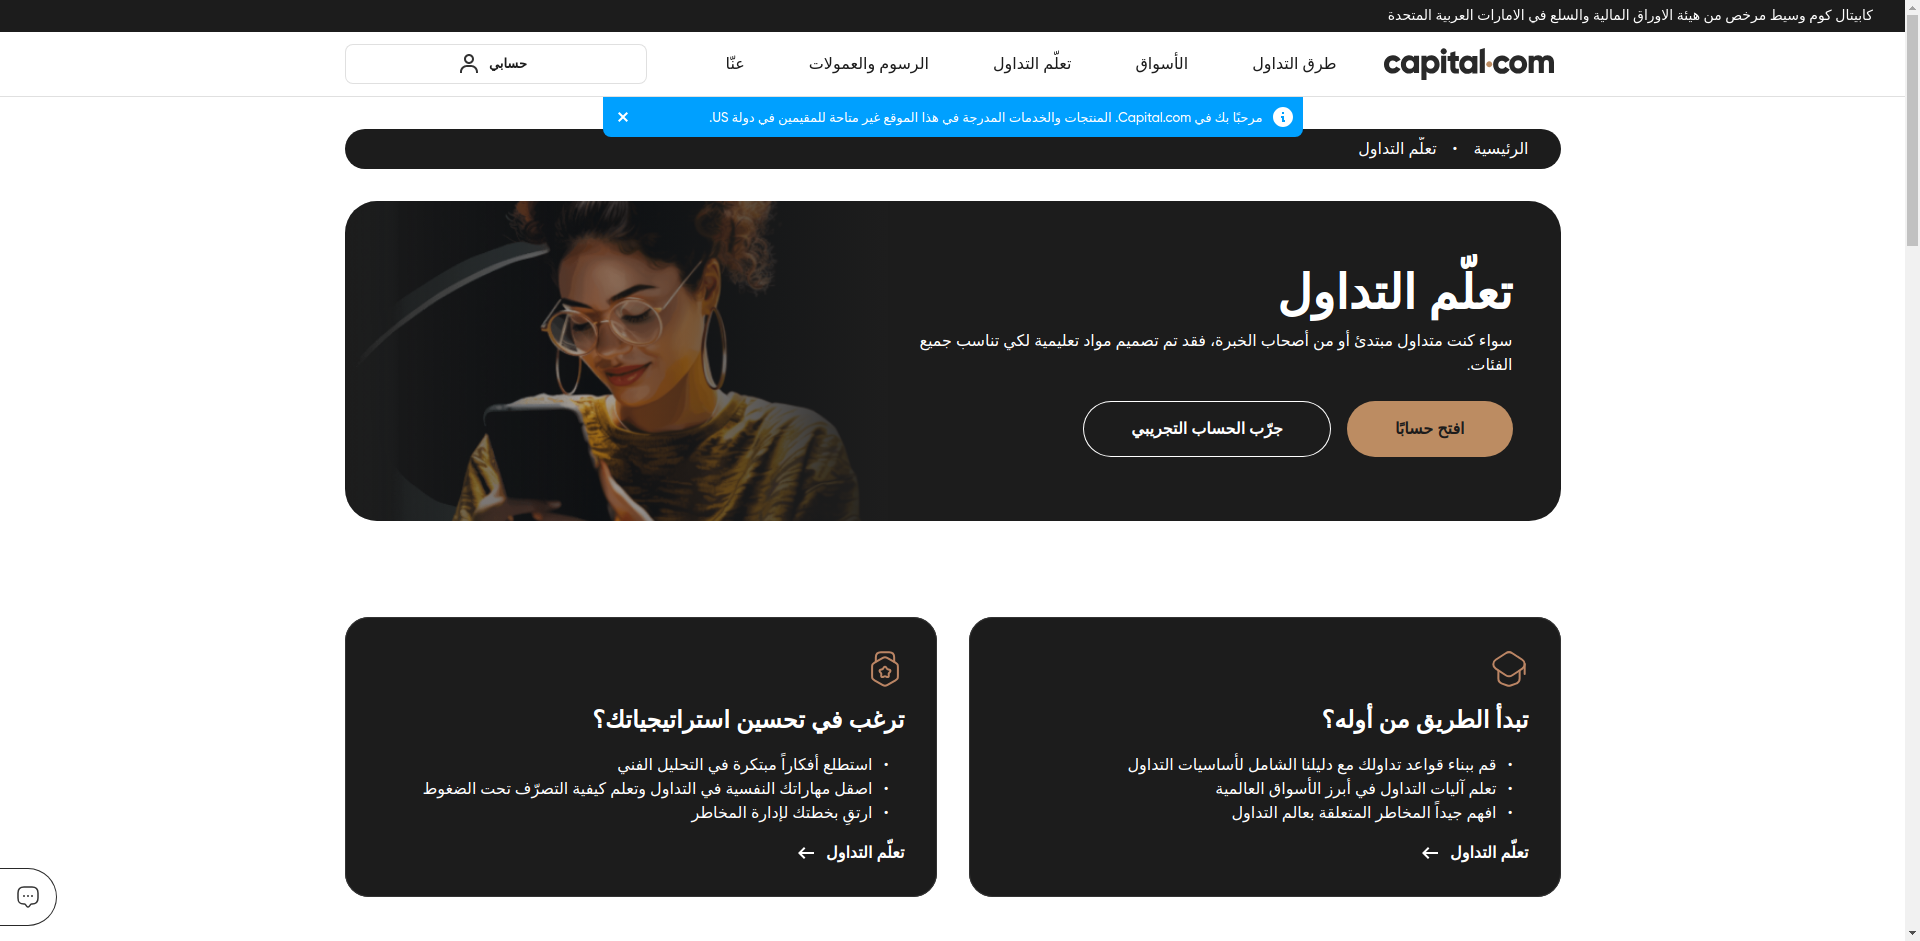 كابيتال كوم وسيط مرخص من هيئة الاوراق المالية والسلع في الامارات العربية المتحدة
capital.com
طرق التداول
الأسواق
تعلّم التداول
الرسوم والعمولات
عنّا
حسابي
مرحبًا بك في Capital.com. المنتجات والخدمات المدرجة في هذا الموقع غير متاحة للمقيمين في دولة US.
الرئيسية • تعلّم التداول
تعلّم التداول
سواء كنت متداول مبتدئ أو من أصحاب الخبرة، فقد تم تصميم مواد تعليمية لكي تناسب جميع
الفئات.
افتح حسابًا
جرّب الحساب التجريبي
تبدأ الطريق من أوله؟
• قم ببناء قواعد تداولك مع دليلنا الشامل لأساسيات التداول
• تعلم آليات التداول في أبرز الأسواق العالمية
• افهم جيداً المخاطر المتعلقة بعالم التداول
تعلّم التداول
ترغب في تحسين استراتيجياتك؟
• استطلع أفكاراً مبتكرة في التحليل الفني
• اصقل مهاراتك النفسية في التداول وتعلم كيفية التصرّف تحت الضغوط
• ارتقِ بخطتك لإدارة المخاطر
تعلّم التداول